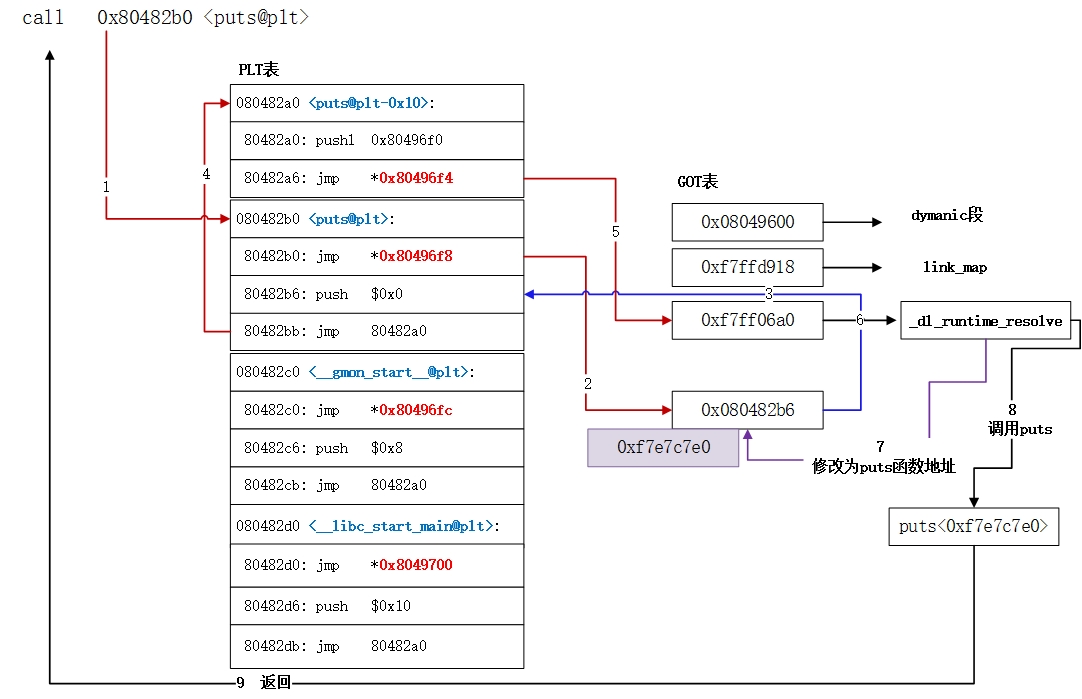 call 0x80482b0 <puts@plt>
PLT表
080482a0 <puts@plt-0x10>:
80482a0: pushl 0x80496f0
80482a6: jmp *0x80496f4
080482b0 <puts@plt>:
80482b0: jmp *0x80496f8
80482b6: push $0x0
80482bb: jmp 80482a0
080482c0 <__gmon_start__@plt>:
80482c0: jmp *0x80496fc
80482c6: push $0x8
80482cb: jmp 80482a0
080482d0 <__libc_start_main@plt>:
80482d0: jmp *0x8049700
80482d6: push $0x10
80482db: jmp 80482a0
1
4
5
2
3
6
GOT表
0x08049600
dymanic段
0xf7ffd918
link_map
0xf7ff06a0
_dl_runtime_resolve
0x080482b6
0xf7e7c7e0
7
修改为puts函数地址
8
调用puts
puts<0xf7e7c7e0>
9 返回